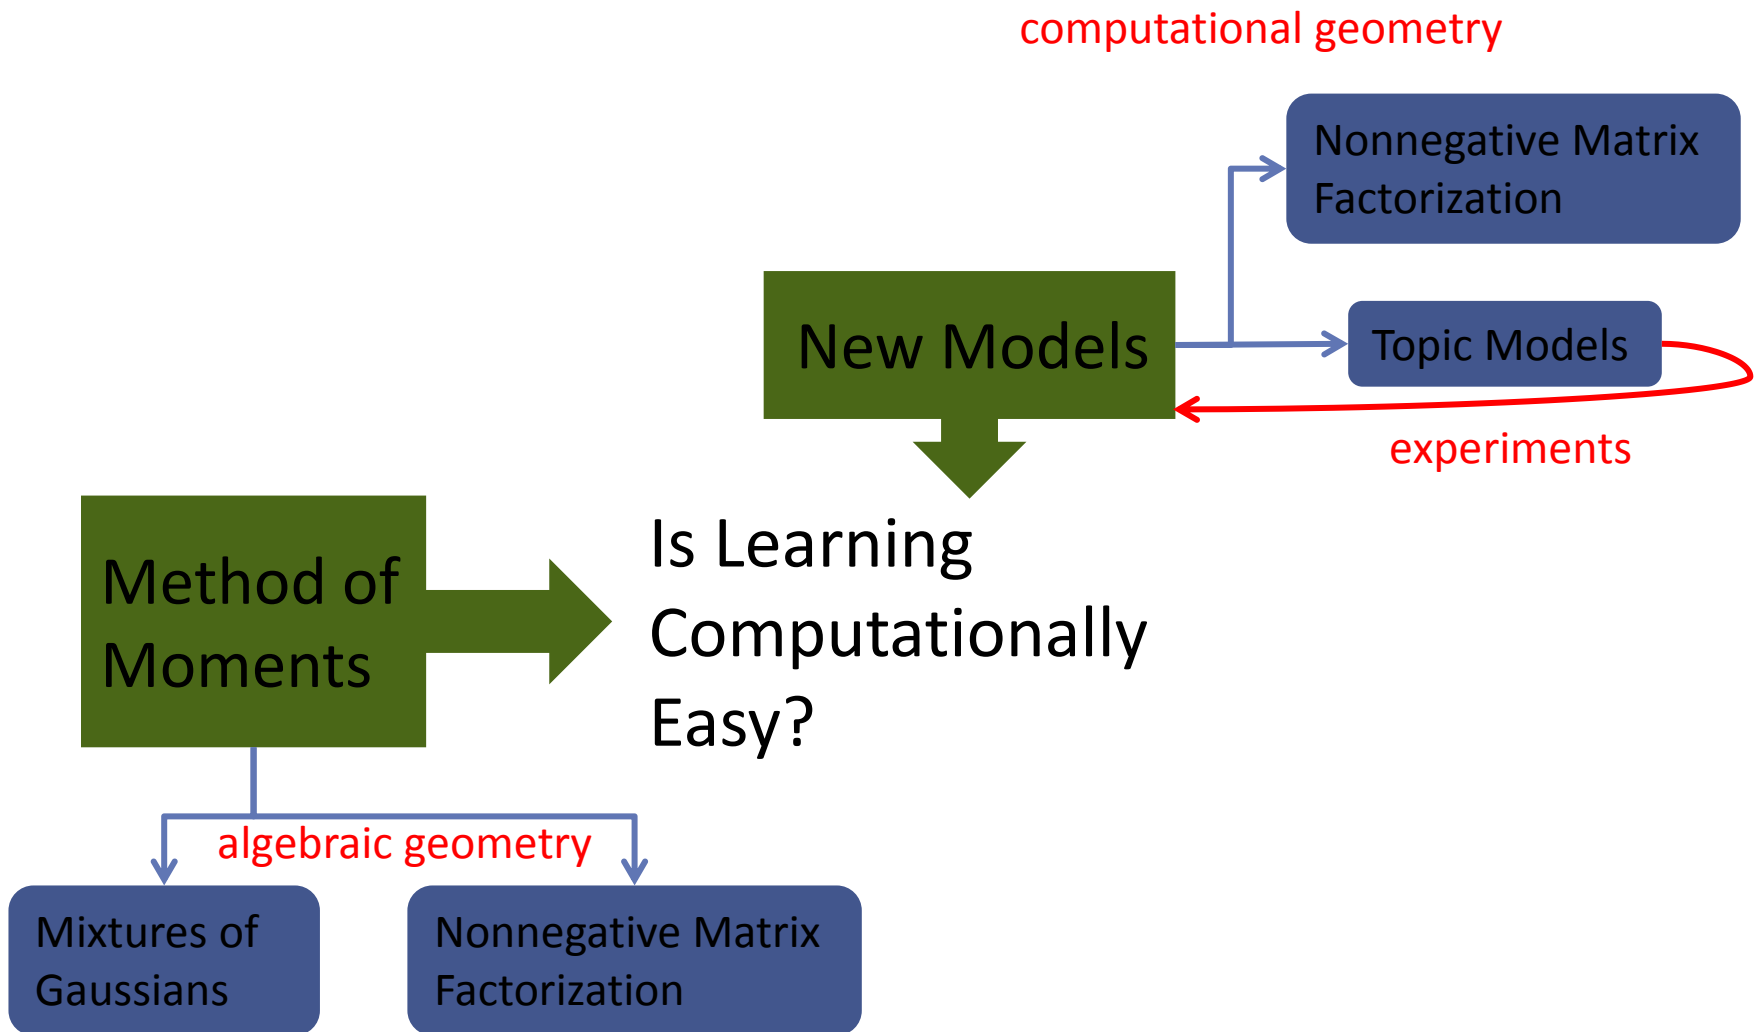 computational geometry
Nonnegative Matrix
Factorization
New Models
Topic Models
experiments
Is Learning
Computationally
Easy?
Method of
Moments
algebraic geometry
Mixtures of
Gaussians
Nonnegative Matrix
Factorization